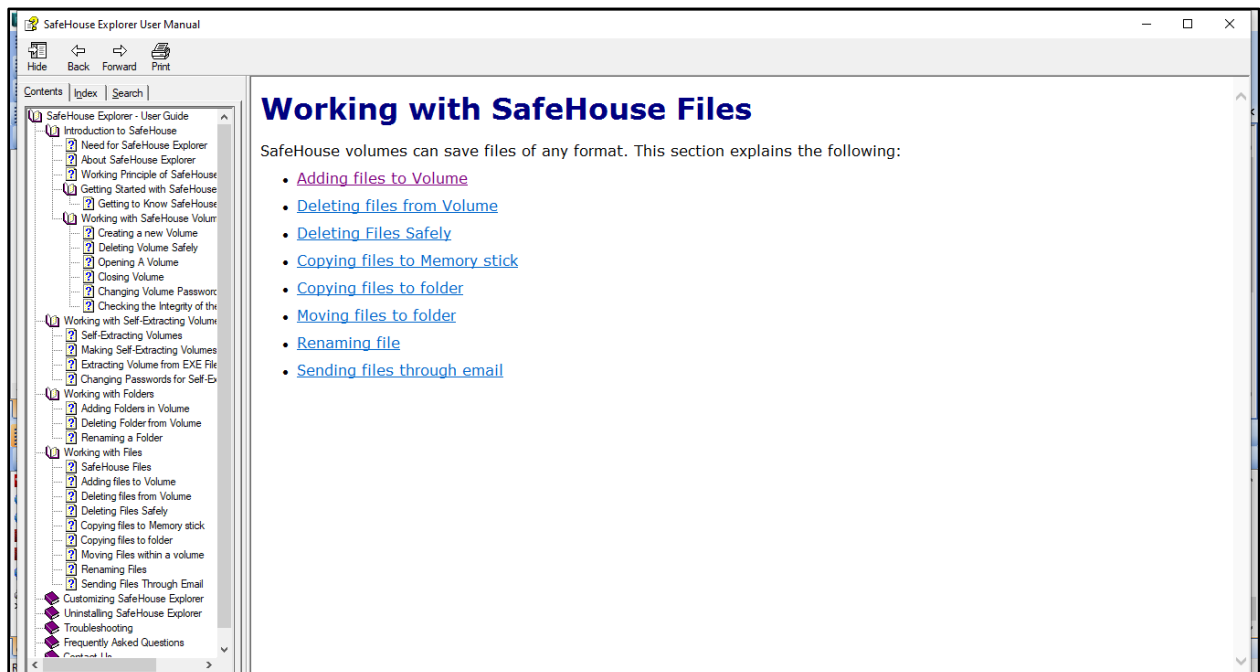 SafeHouse Explorer User Manual
Hide Back Forward Print
Contents Index Search
SafeHouse Explorer - User Guide
Introduction to SafeHouse
Need for SafeHouse Explorer
About SafeHouse Explorer
Working Principle of SafeHouse
Getting Started with SafeHouse
Getting to Know SafeHouse
Working with SafeHouse Volum
Creating a new Volume
Deleting Volume Safely
Opening A Volume
Closing Volume
Changing Volume Password
Checking the Integrity of the
Working with Self-Extracting Volume
Self-Extracting Volumes
Making Self-Extracting Volumes
Extracting Volume from EXE File
Changing Passwords for Self-Ex
Working with Folders
Adding Folders in Volume
Deleting Folder from Volume
Renaming a Folder
Working with Files
SafeHouse Files
Adding files to Volume
Deleting files from Volume
Deleting Files Safely
Copying files to Memory stick
Copying files to folder
Moving Files within a volume
Renaming Files
Sending Files Through Email
Customizing SafeHouse Explorer
Uninstalling SafeHouse Explorer
Troubleshooting
Frequently Asked Questions
Contact Us
Working with SafeHouse Files
SafeHouse volumes can save files of any format. This section explains the following:
• Adding files to Volume
• Deleting files from Volume
• Deleting Files Safely
• Copying files to Memory stick
• Copying files to folder
• Moving files to folder
• Renaming file
• Sending files through email